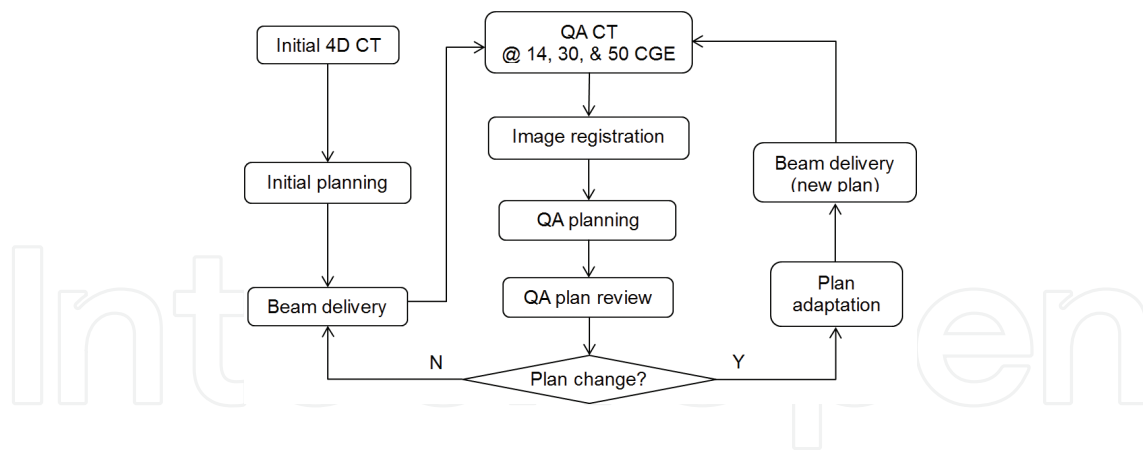 Initial 4D CT
Initial planning
Beam delivery
QA CT
@ 14, 30, & 50 CGE
Image registration
QA planning
QA plan review
Plan change?
N
Y
Plan
adaptation
Beam delivery
(new plan)